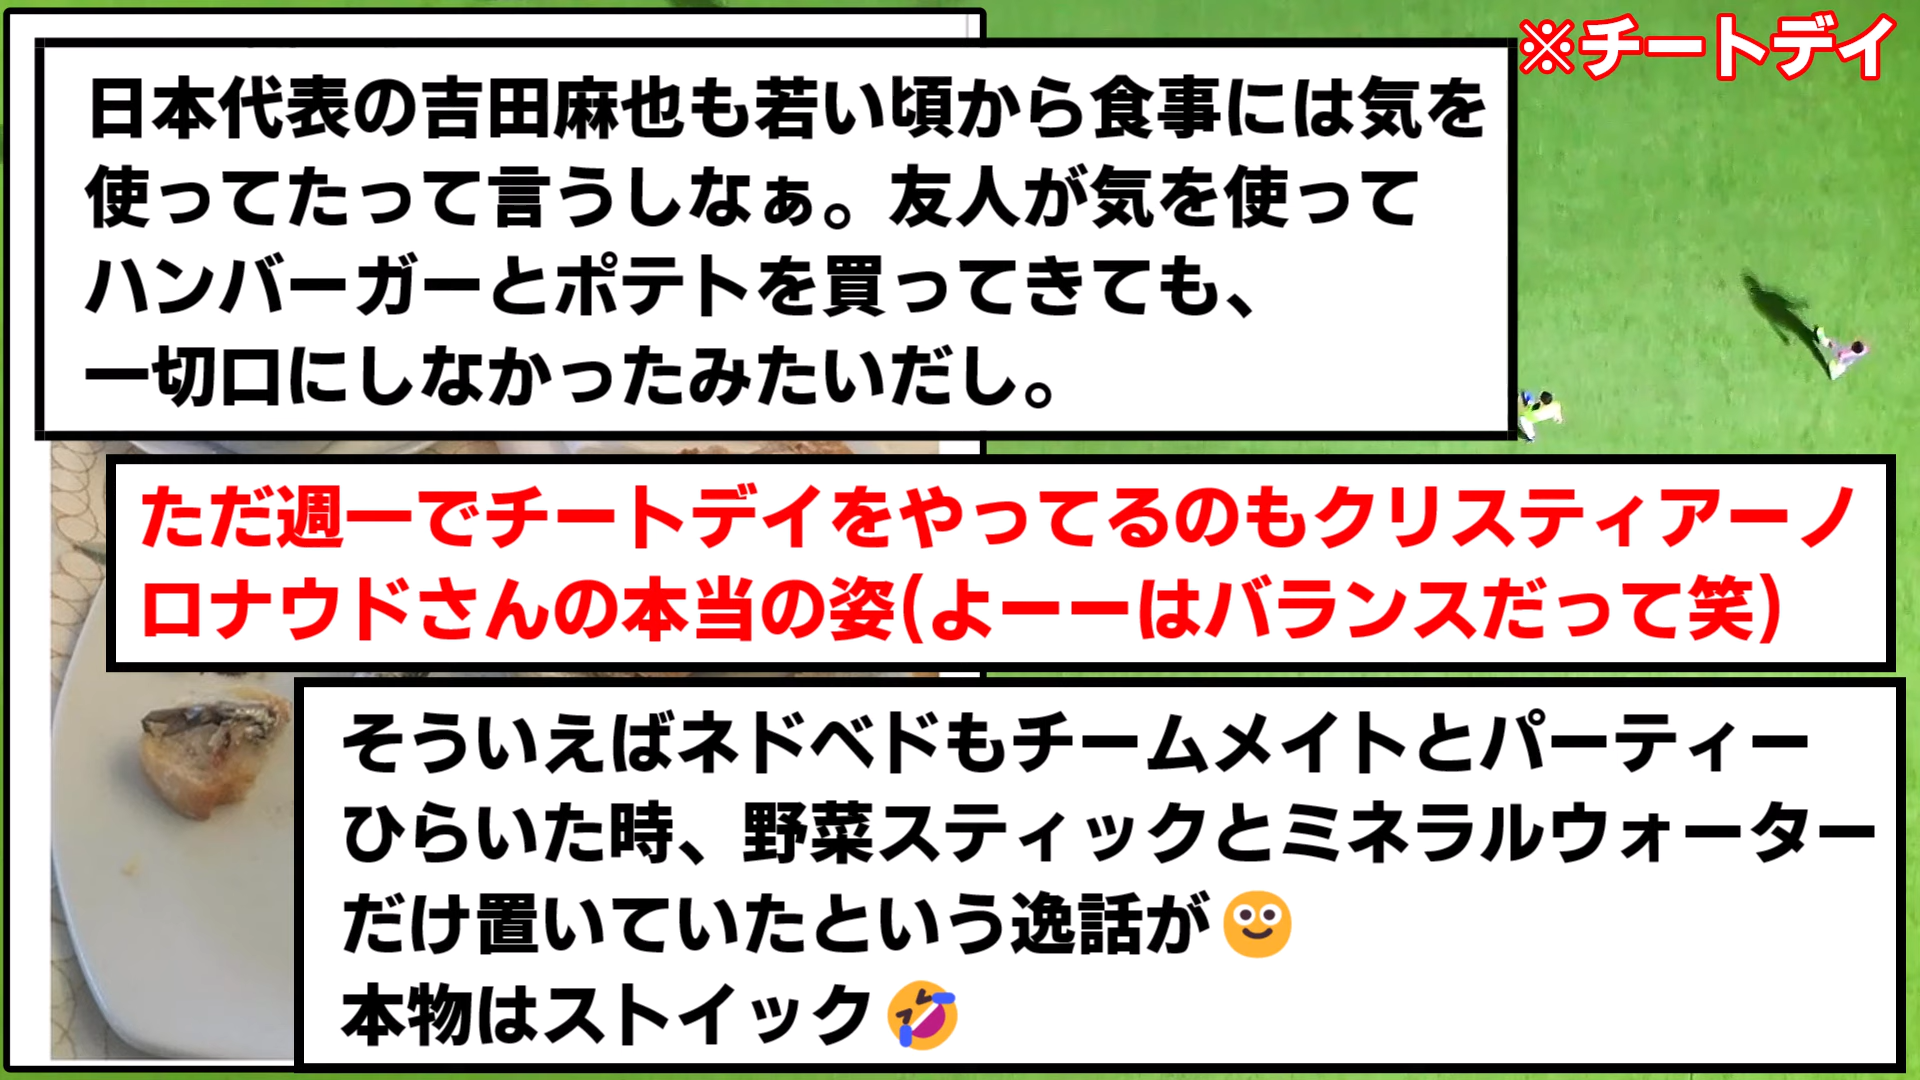 ※チートデイ
日本代表の吉田麻也も若い頃から食事には気を
使ってたって言うしなぁ。友人が気を使って
ハンバーガーとポテトを買ってきても、
一切口にしなかったみたいだし。
ただ週一でチートデイをやってるのもクリスティアーノ
ロナウドさんの本当の姿(よーーはバランスだって笑)
そういえばネドベドもチームメイトとパーティー
ひらいた時、野菜スティックとミネラルウォーター
だけ置いていたという逸話が🙂
本物はストイック🤣